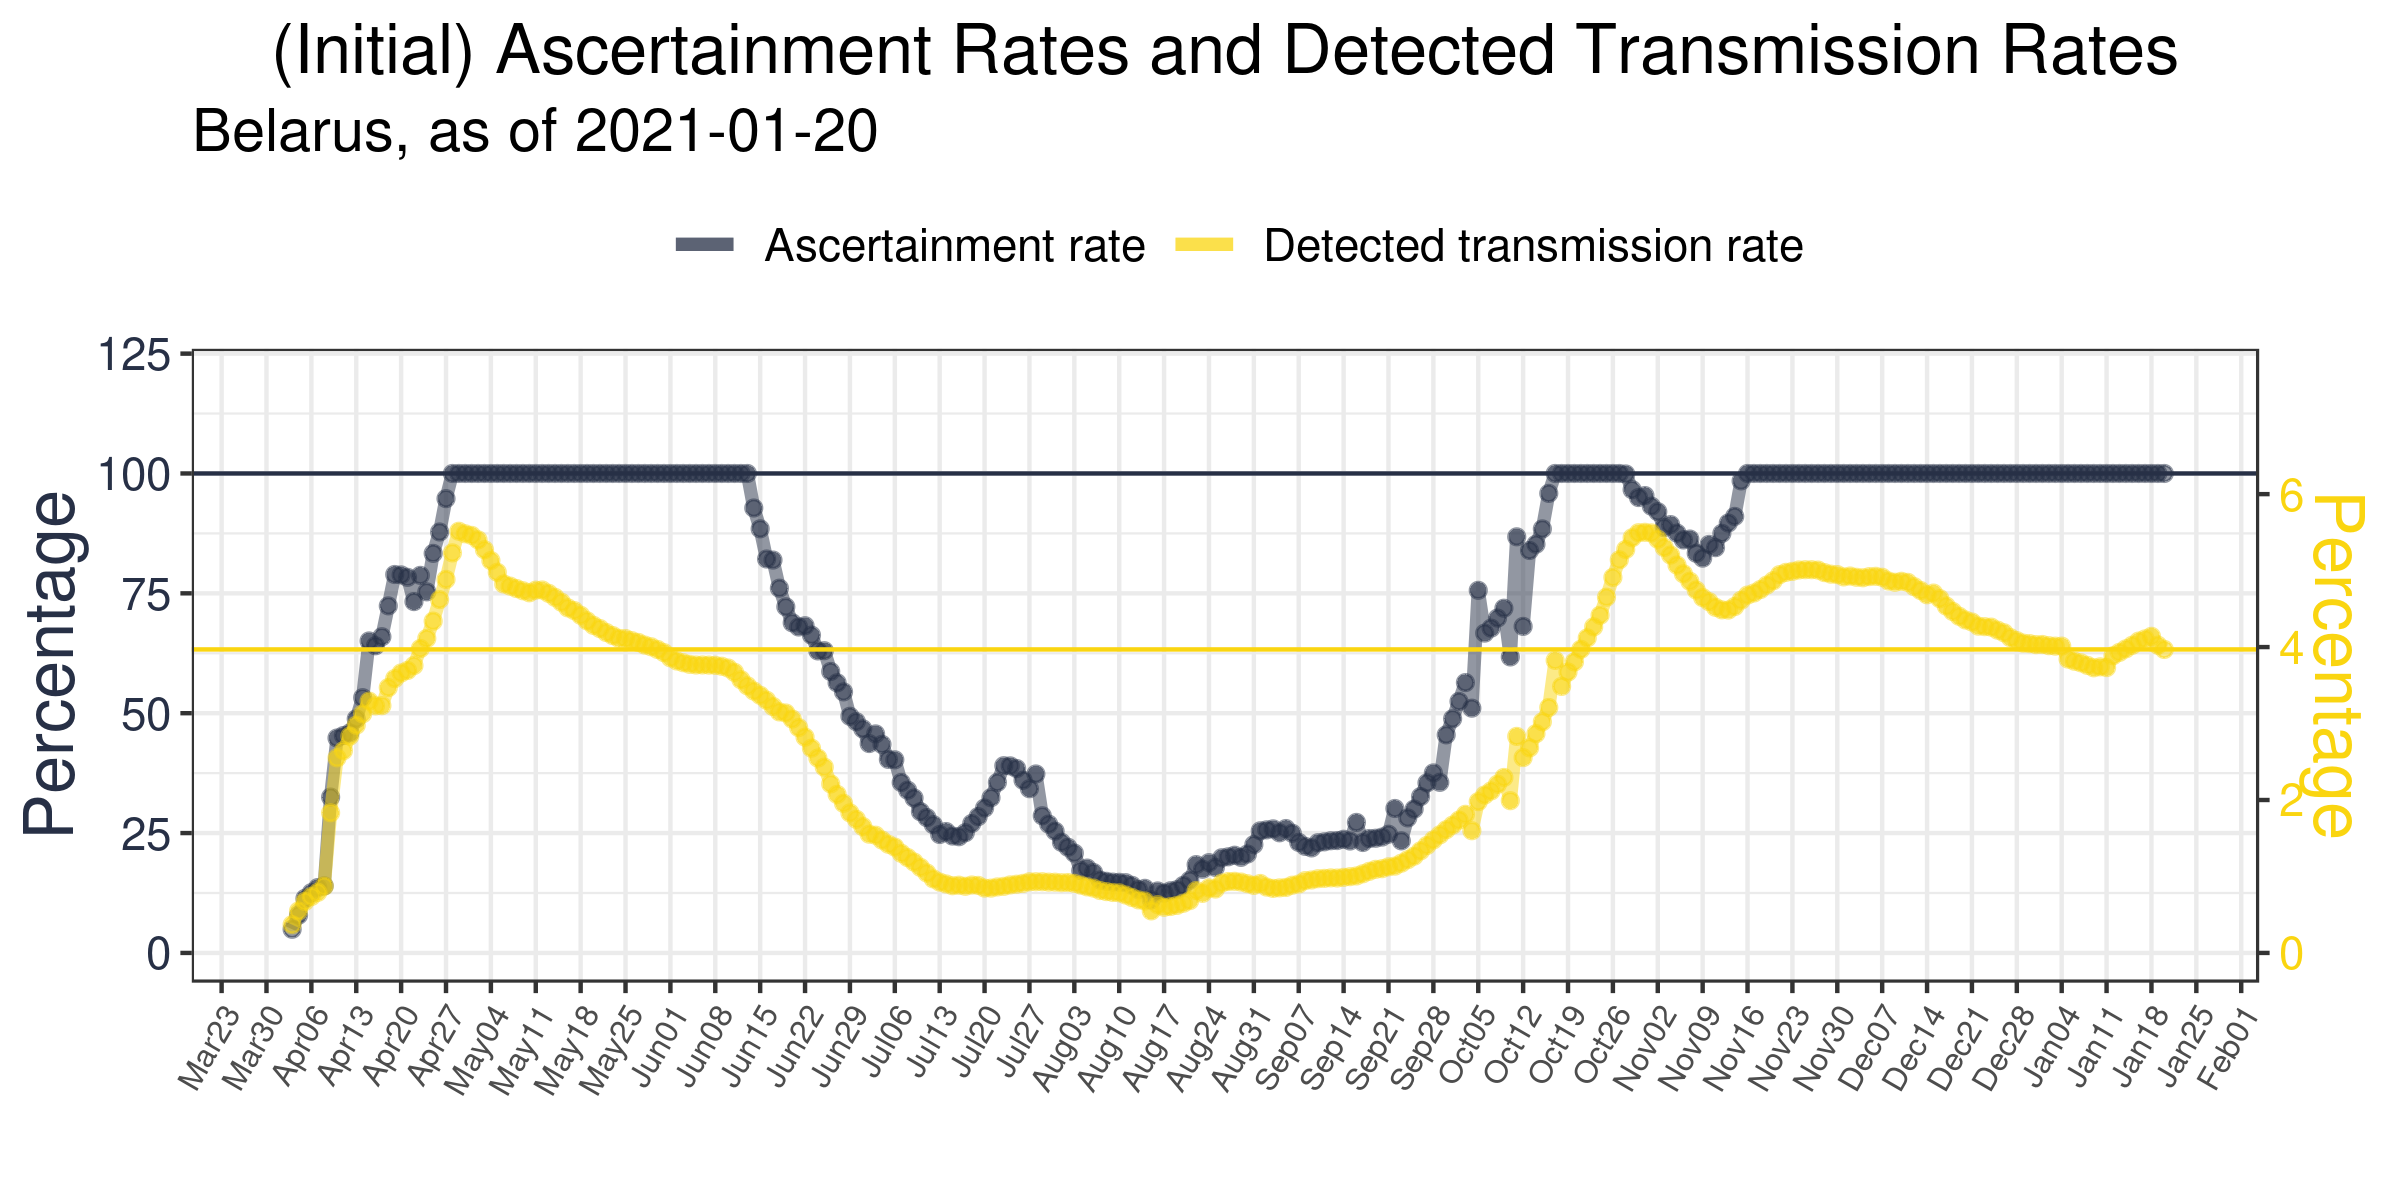 (Initial) Ascertainment Rates and Detected Transmission Rates
Belarus, as of 2021-01-20
Ascertainment rate Detected transmission rate
125
100
75
50
25
0
Percentage
6
4
2
0
Percentage
Mar23 Mar30 Apr06 Apr13 Apr20 Apr27 May04 May11 May18 May25 Jun01 Jun08 Jun15 Jun22 Jun29 Jul06 Jul13 Jul20 Jul27 Aug03 Aug10 Aug17 Aug24 Aug31 Sep07 Sep14 Sep21 Sep28 Oct05 Oct12 Oct19 Oct26 Nov02 Nov09 Nov16 Nov23 Nov30 Dec07 Dec14 Dec21 Dec28 Jan04 Jan11 Jan18 Jan25 Feb01